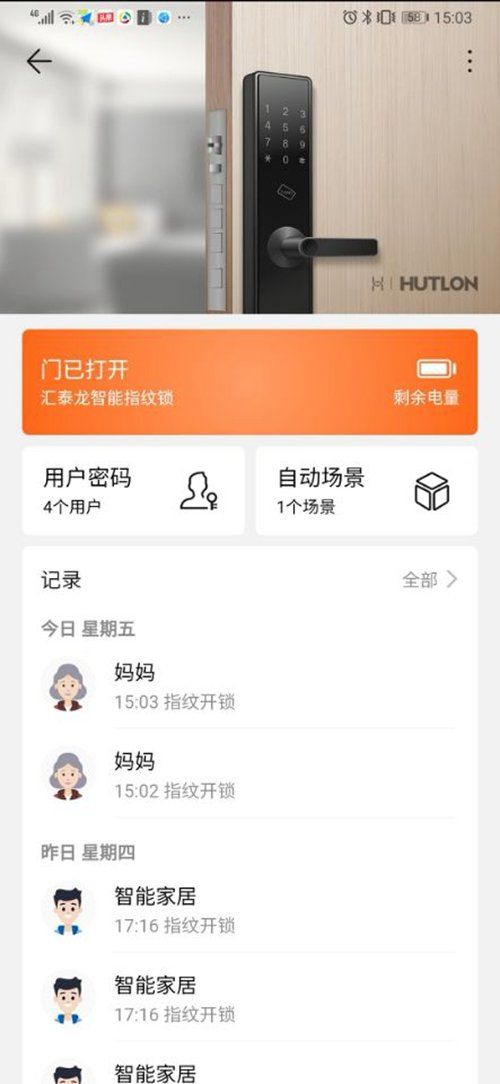 4G 头条 58 15:03
1 2 3
4 5 6
7 8 9
* 0 #
HUTLON
门已打开
汇泰龙智能指纹锁
剩余电量
用户密码
4个用户
自动场景
1个场景
记录
全部
今日 星期五
妈妈
15:03 指纹开锁
妈妈
15:02 指纹开锁
昨日 星期四
智能家居
17:16 指纹开锁
智能家居
17:16 指纹开锁
智能家居